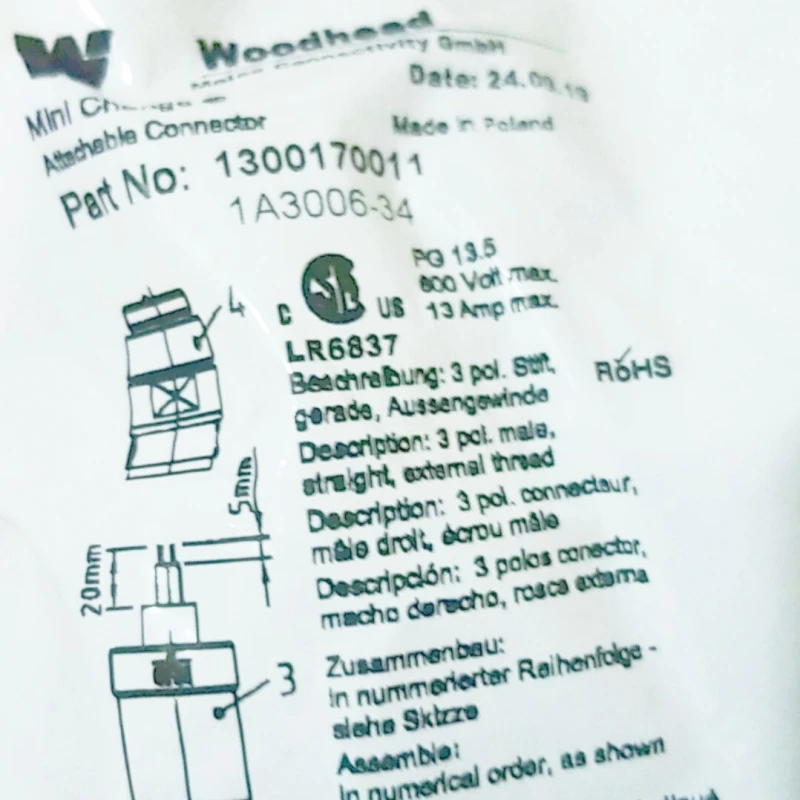 Woodhead
Connectivity GmbH
Date: 24.09.19
Mini Change
Attachable Connector
Made in Poland
Part No: 1300170011
1A3006-34
PG 13.5
600 Volt max.
13 Amp max.
C US
LR6837
4
RoHS
Beschreibung: 3 pol. Stift,
gerade, Aussengewinde
Description: 3 pol. male,
straight, external thread
Description: 3 pol. connecteur,
mâle droit, écrou mâle
Descripción: 3 polos conector,
macho derecho, rosca externa
5mm
20mm
3
Zusammenbau:
in nummerierter Reihenfolge -
siehe Skizze
Assemble:
in numerical order, as shown